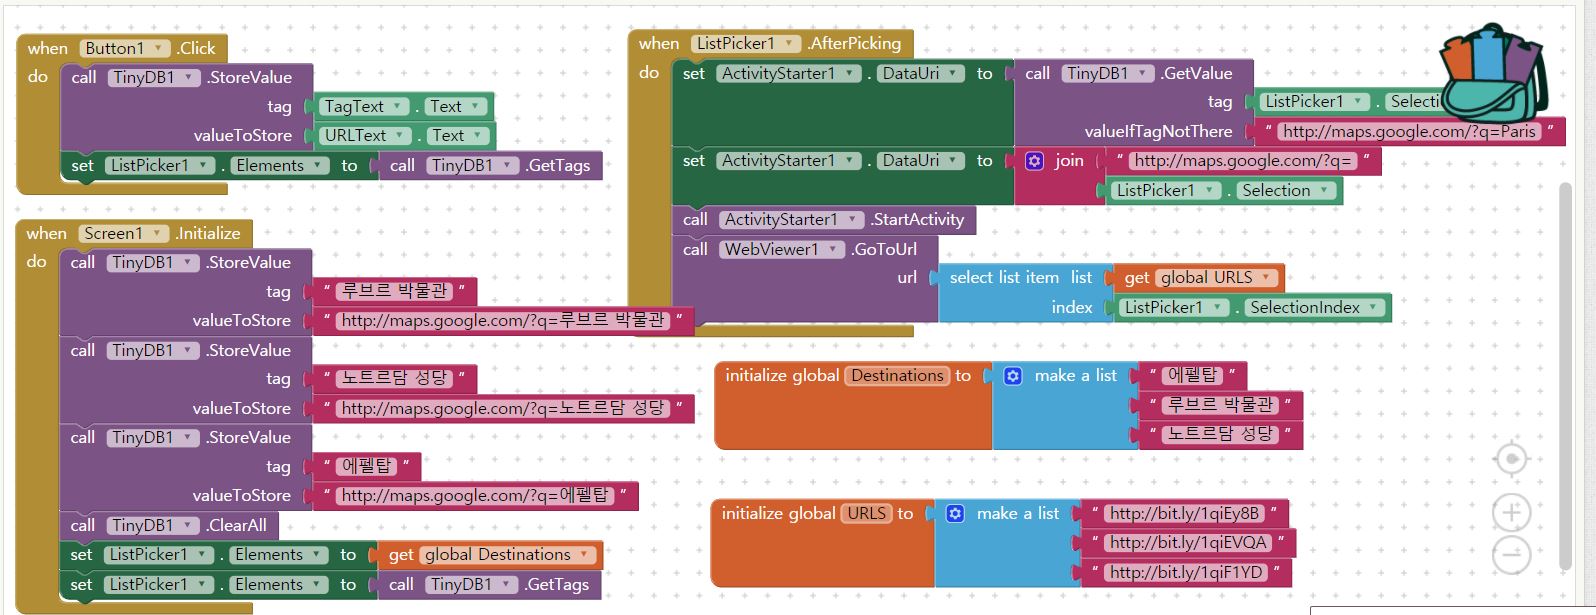 when Button1 .Click
do call TinyDB1 .StoreValue
tag TagText . Text
valueToStore URLText . Text
set ListPicker1 . Elements to call TinyDB1 .GetTags
when Screen1 .Initialize
do call TinyDB1 .StoreValue
tag " 루브르 박물관 "
valueToStore " http://maps.google.com/?q=루브르 박물관 "
call TinyDB1 .StoreValue
tag " 노트르담 성당 "
valueToStore " http://maps.google.com/?q=노트르담 성당 "
call TinyDB1 .StoreValue
tag " 에펠탑 "
valueToStore " http://maps.google.com/?q=에펠탑 "
call TinyDB1 .ClearAll
set ListPicker1 . Elements to get global Destinations
set ListPicker1 . Elements to call TinyDB1 .GetTags
when ListPicker1 .AfterPicking
do set ActivityStarter1 . DataUri to call TinyDB1 .GetValue
tag ListPicker1 .
valueIfTagNotThere " http://maps.google.com/?q=Paris "
set ActivityStarter1 . DataUri to join " http://maps.google.com/?q= "
ListPicker1 . Selection
call ActivityStarter1 .StartActivity
call WebViewer1 .GoToUrl
url select list item list get global URLS
index ListPicker1 . SelectionIndex
initialize global Destinations to make a list " 에펠탑 "
" 루브르 박물관 "
" 노트르담 성당 "
initialize global URLS to make a list " http://bit.ly/1qiEy8B "
" http://bit.ly/1qiEVQA "
" http://bit.ly/1qiF1YD "